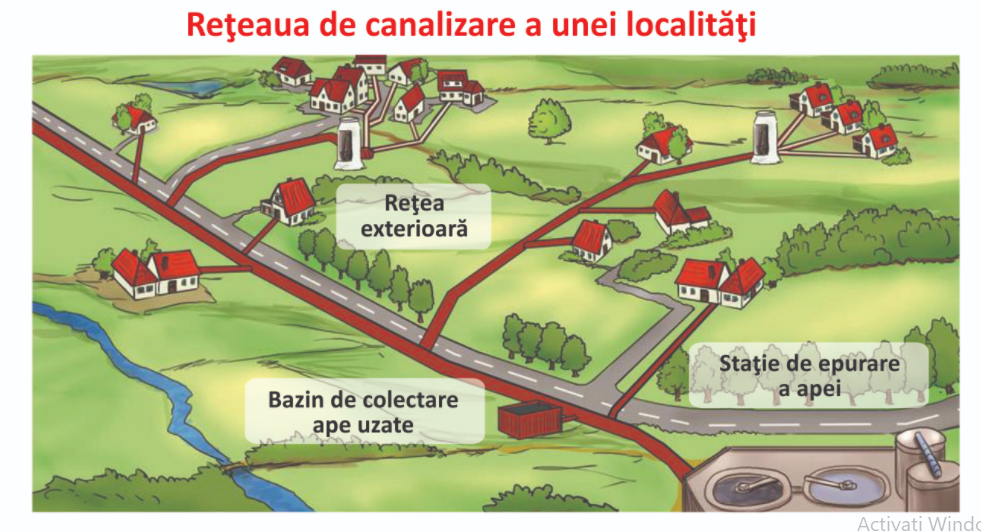 Reţeaua de canalizare a unei localităţi
Reţea
exterioară
Staţie de epurare
a apei
Bazin de colectare
ape uzate
Activati Windo